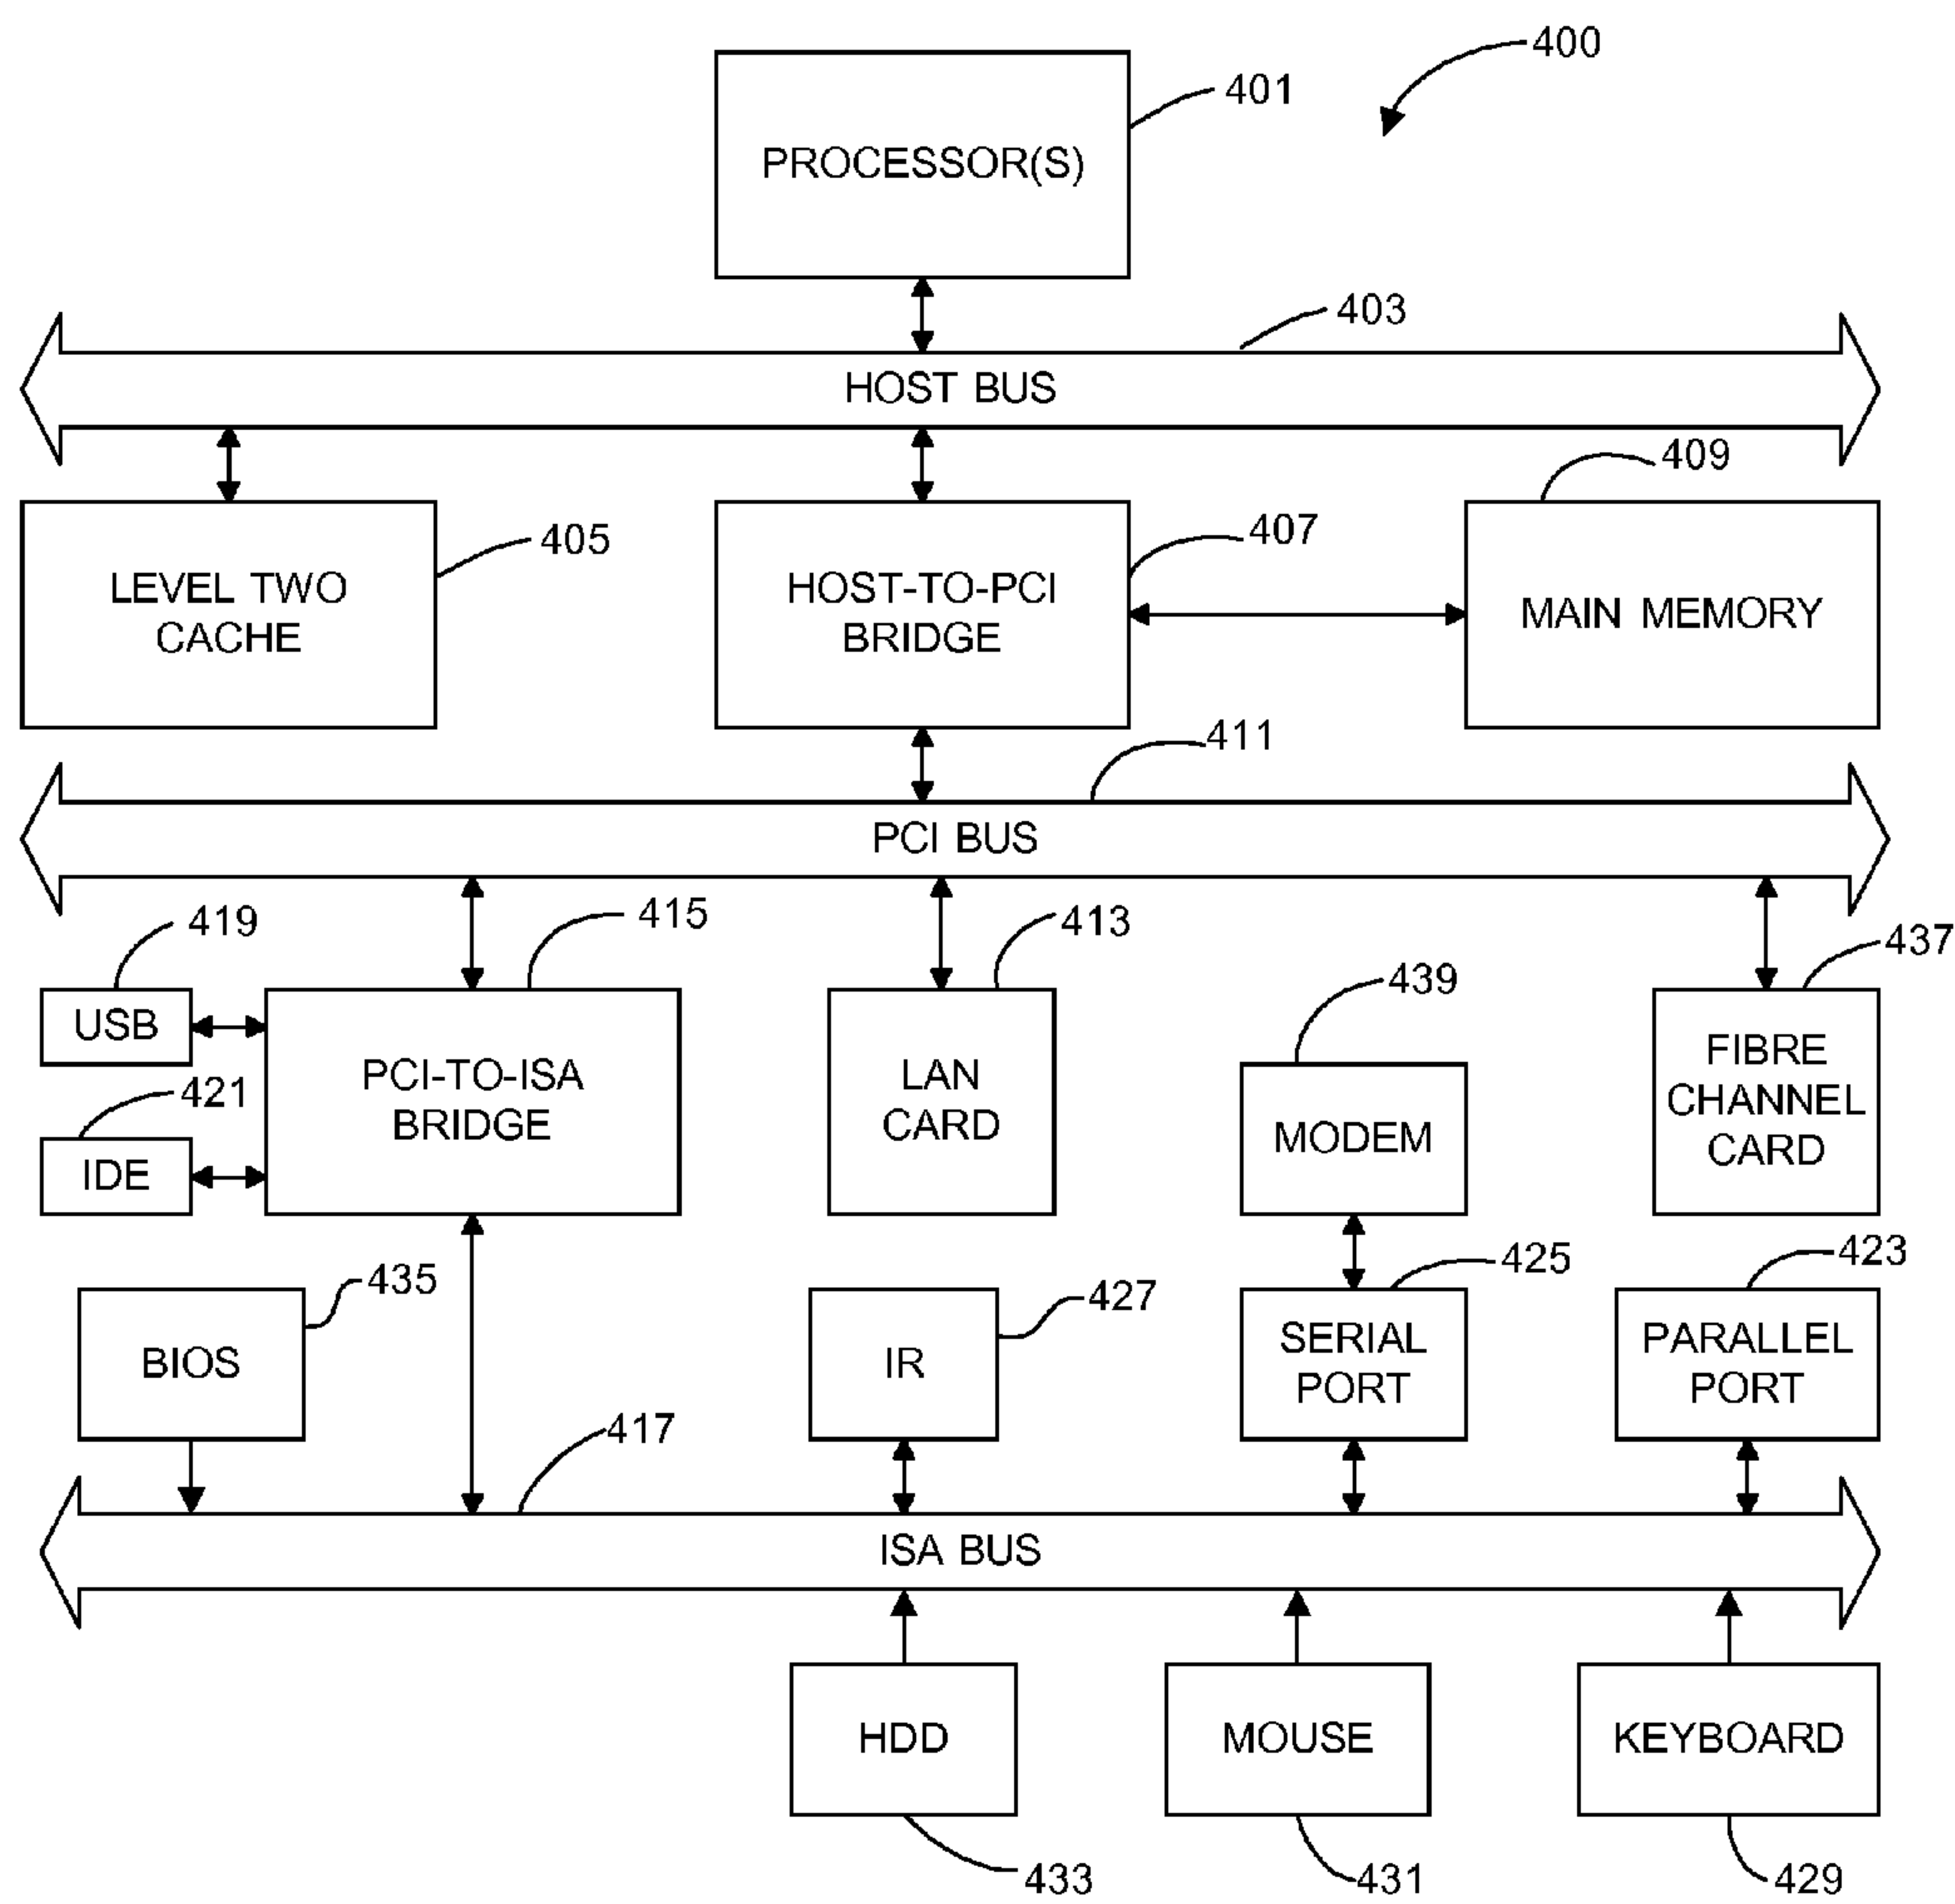 400
401
PROCESSOR(S)
403
HOST BUS
409
405
407
LEVEL TWO
CACHE
HOST-TO-PCI
BRIDGE
MAIN MEMORY
411
PCI BUS
419
415
413
437
439
USB
PCI-TO-ISA
BRIDGE
LAN
CARD
FIBRE
CHANNEL
CARD
421
MODEM
IDE
435
427
425
423
BIOS
IR
SERIAL
PORT
PARALLEL
PORT
417
ISA BUS
HDD
MOUSE
KEYBOARD
433
431
429